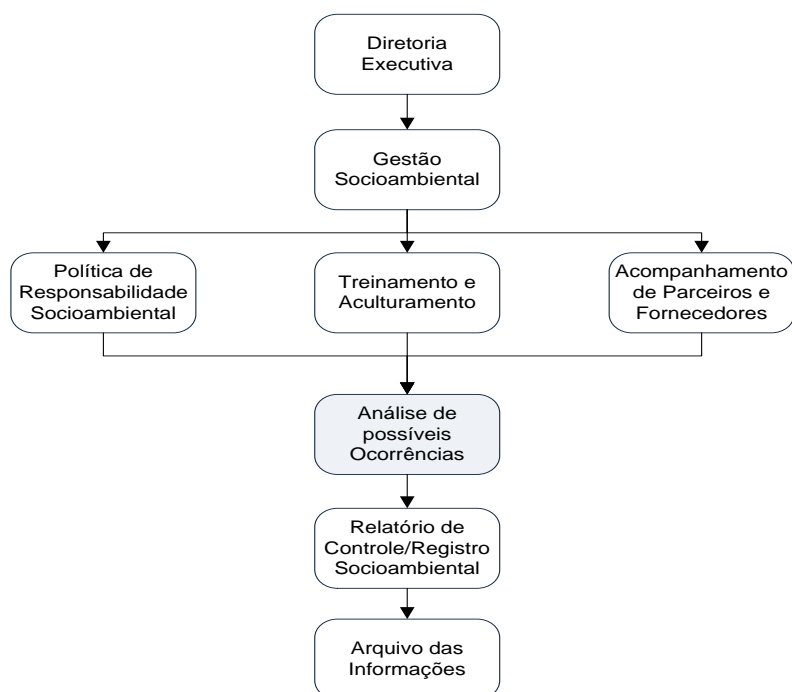 Diretoria
Executiva
Gestão
Socioambiental
Política de
Responsabilidade
Socioambiental
Treinamento e
Aculturamento
Acompanhamento
de Parceiros e
Fornecedores
Análise de
possíveis
Ocorrências
Relatório de
Controle/Registro
Socioambiental
Arquivo das
Informações